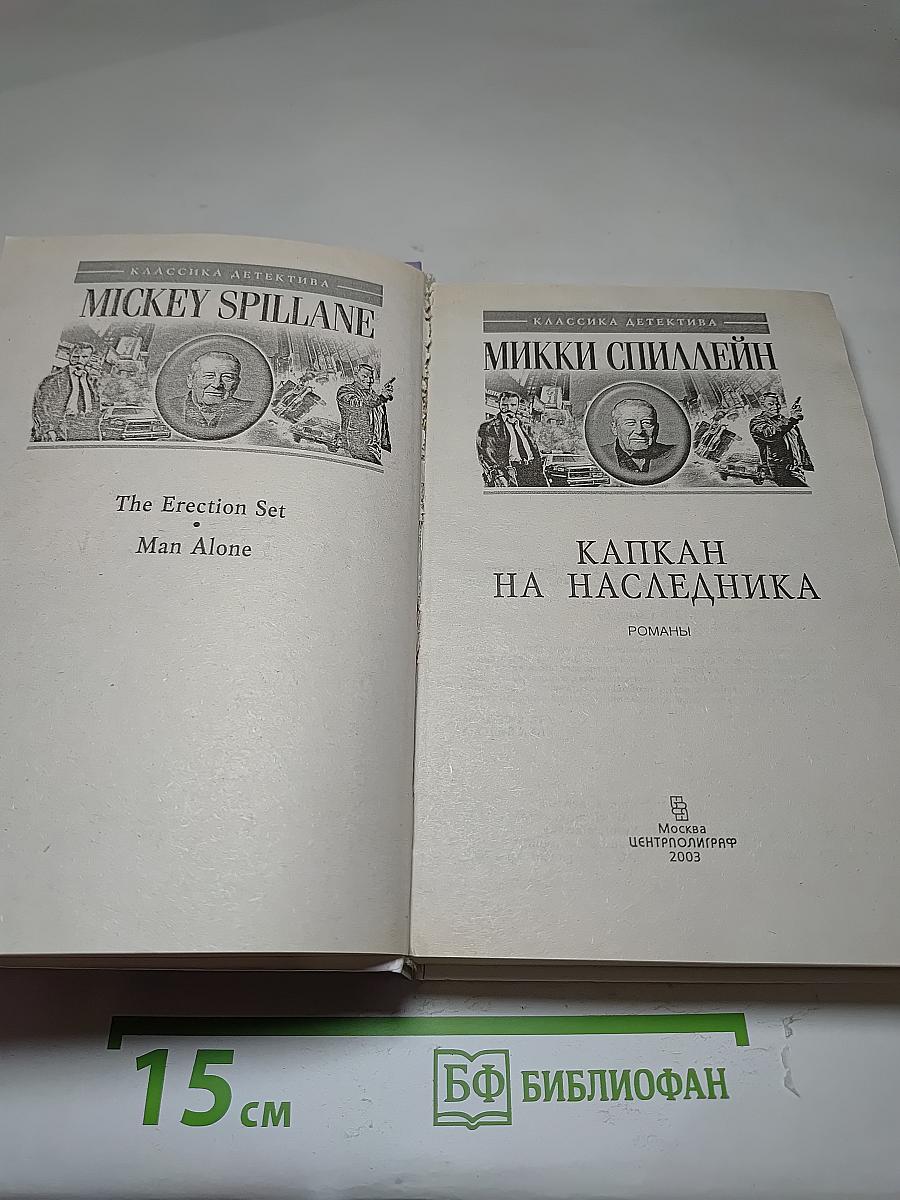 КЛАССИКА ДЕТЕКТИВА
MICKEY SPILLANE
The Erection Set
•
Man Alone
КЛАССИКА ДЕТЕКТИВА
МИККИ СПИЛЛЕЙН
КАПКАН
НА НАСЛЕДНИКА
РОМАНЫ
Москва
ЦЕНТРПОЛИГРАФ
2003
15 см
БФ БИБЛИОФАН